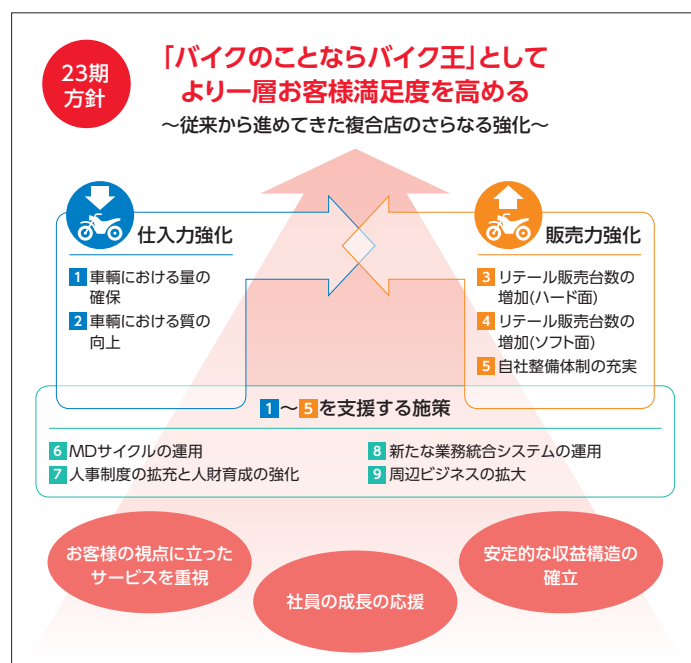 23期
方針
「バイクのことならバイク王」として
より一層お客様満足度を高める
〜従来から進めてきた複合店のさらなる強化〜
仕入力強化
1 車輌における量の
確保
2 車輌における質の
向上
販売力強化
3 リテール販売台数の
増加(ハード面)
4 リテール販売台数の
増加(ソフト面)
5 自社整備体制の充実
1〜5を支援する施策
6 MDサイクルの運用
7 人事制度の拡充と人財育成の強化
8 新たな業務統合システムの運用
9 周辺ビジネスの拡大
お客様の視点に立った
サービスを重視
社員の成長の応援
安定的な収益構造の
確立